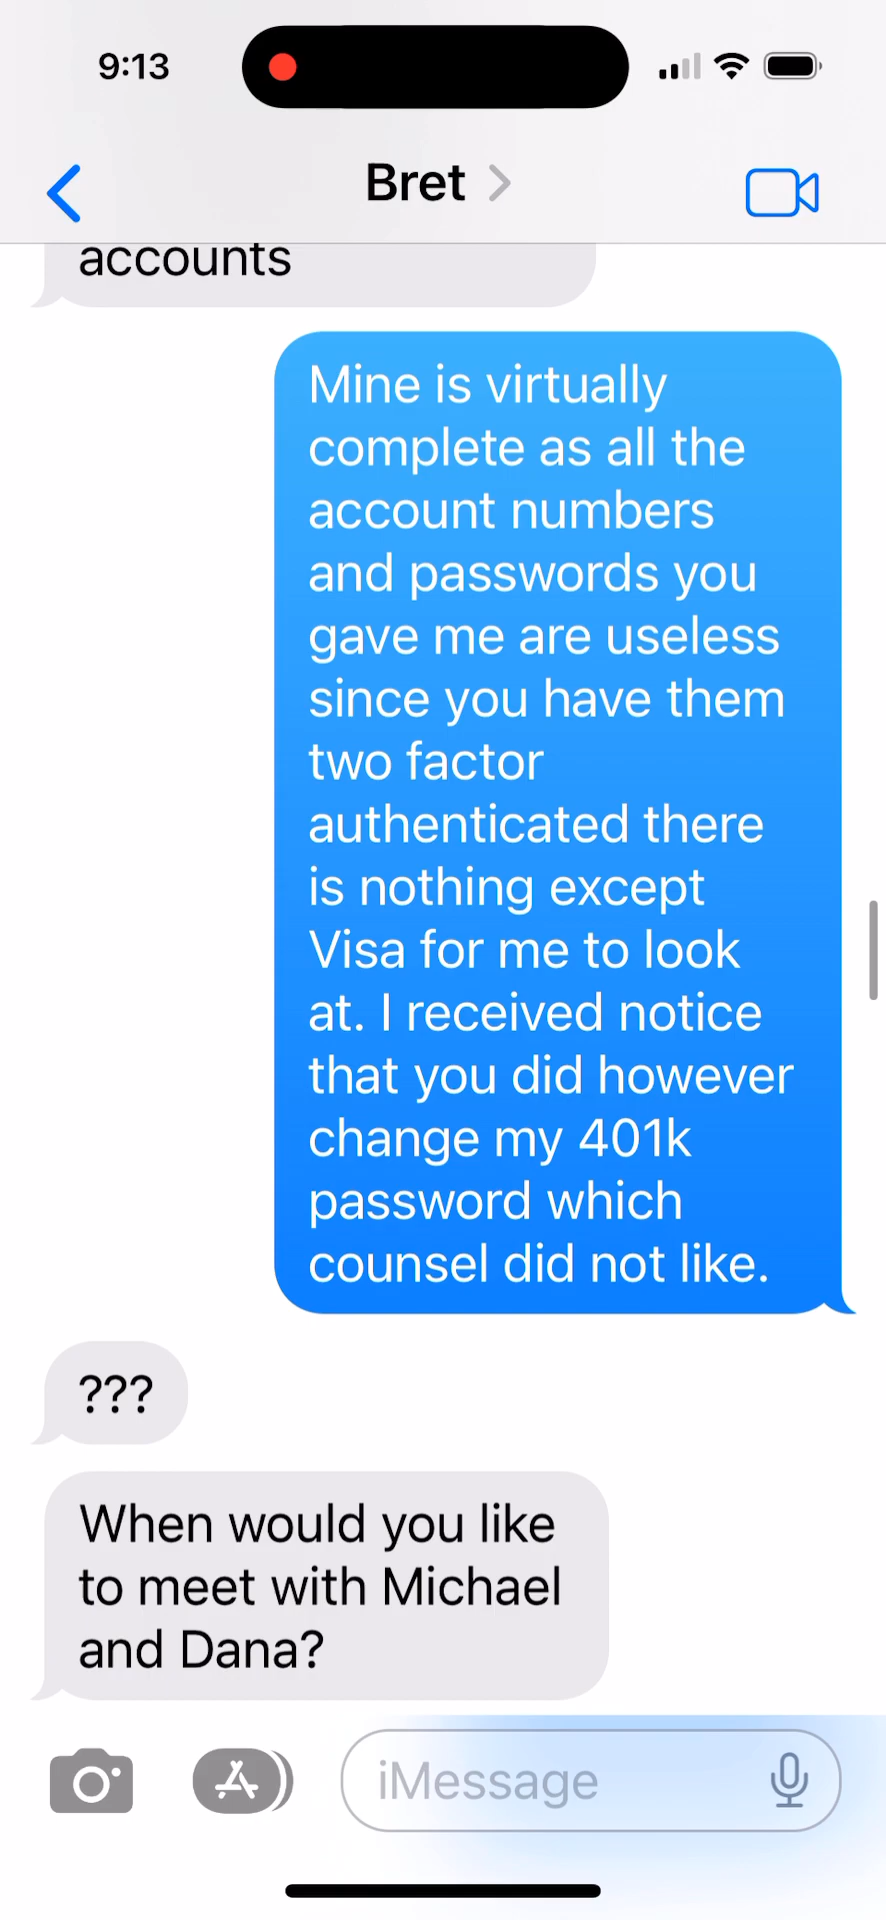 9:13
Bret
accounts
Mine is virtually
complete as all the
account numbers
and passwords you
gave me are useless
since you have them
two factor
authenticated there
is nothing except
Visa for me to look
at. I received notice
that you did however
change my 401k
password which
counsel did not like.
???
When would you like
to meet with Michael
and Dana?
iMessage